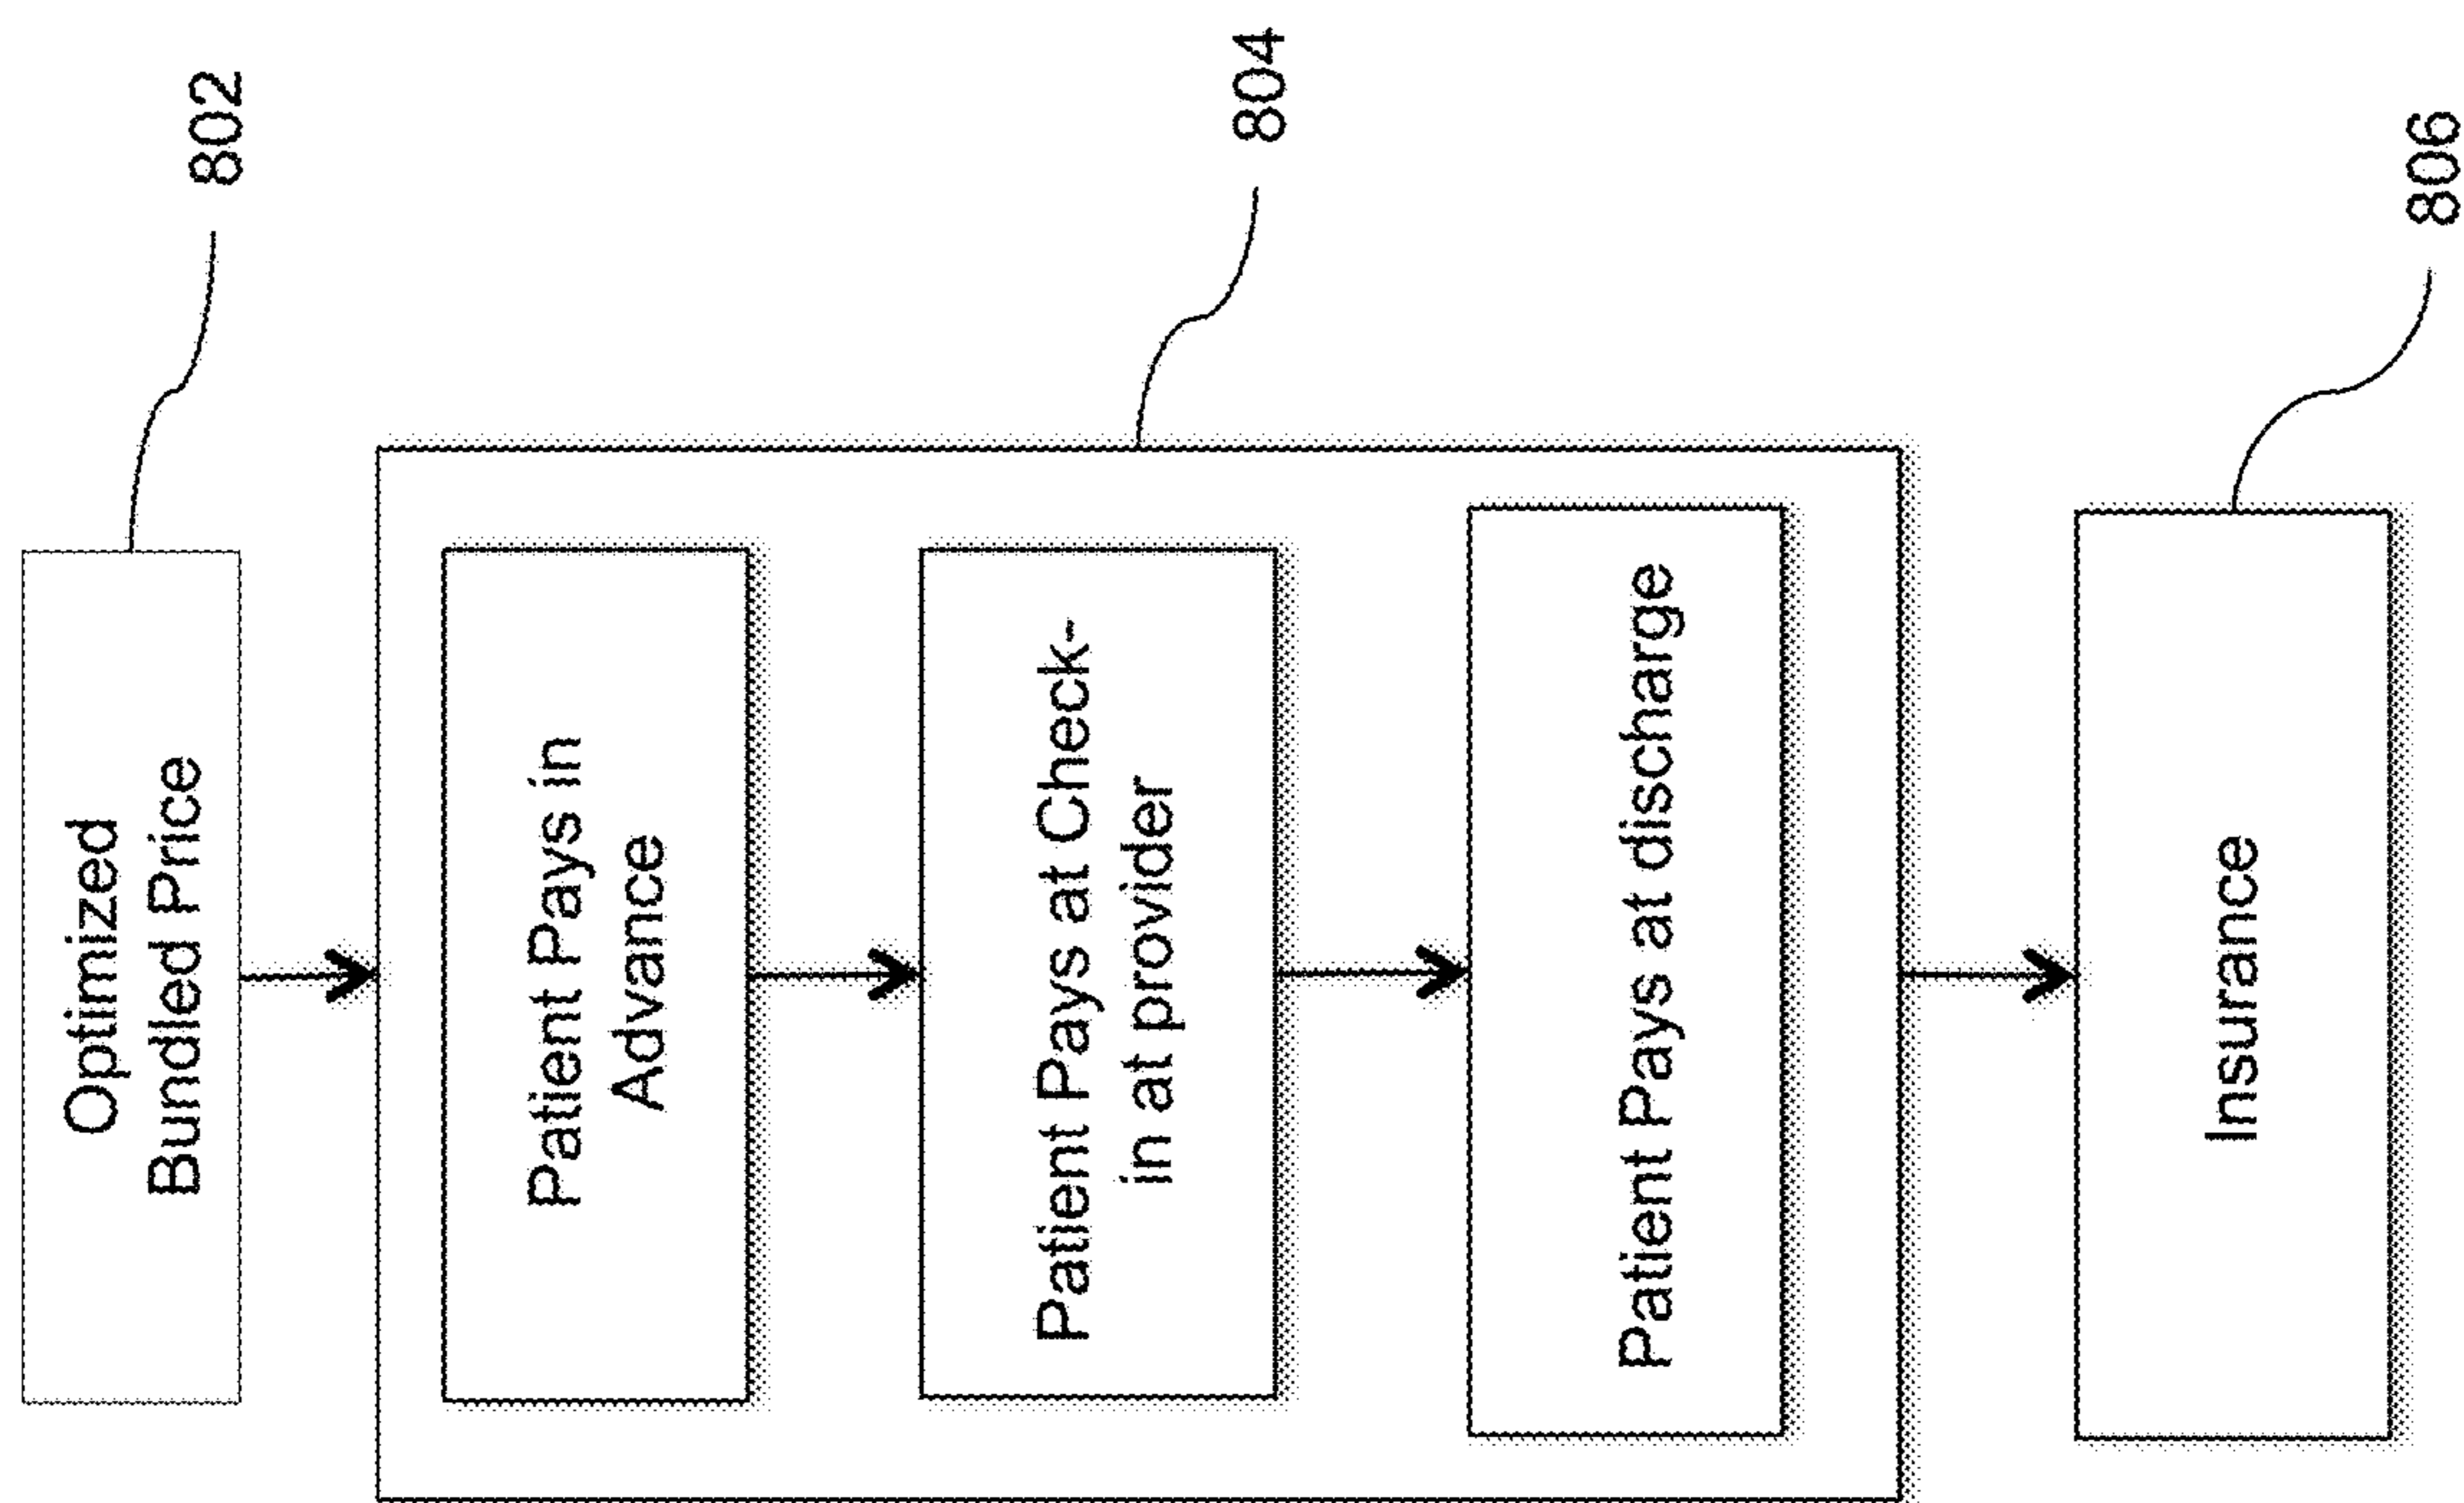 Optimized
Bundled Price
802
Patient Pays in
Advance
Patient Pays at Check-
in at provider
Patient Pays at discharge
804
Insurance
806